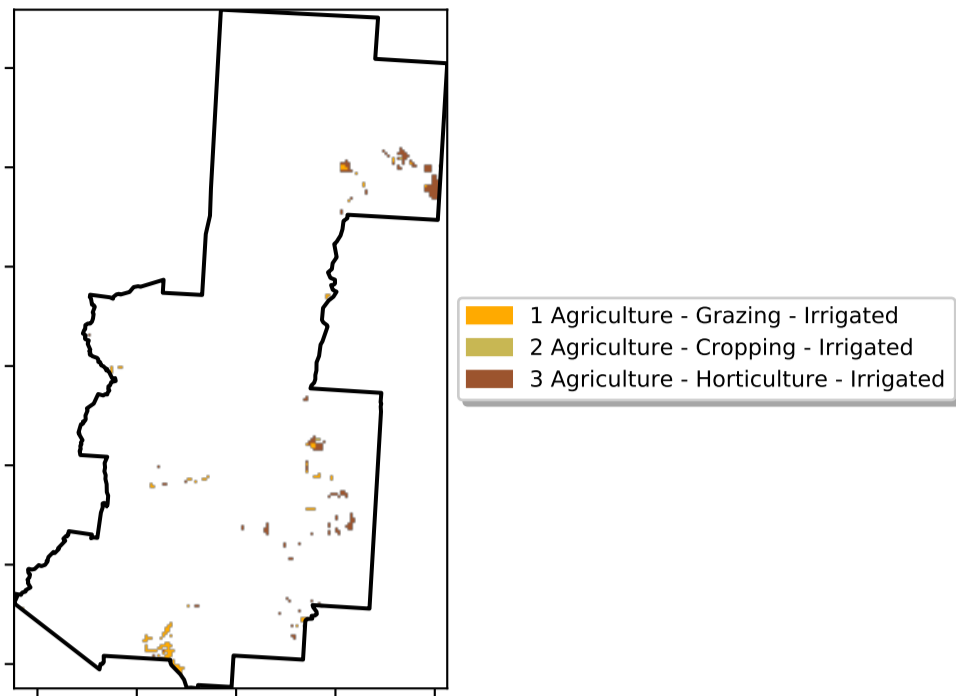 1 Agriculture - Grazing - Irrigated
2 Agriculture - Cropping - Irrigated
3 Agriculture - Horticulture - Irrigated